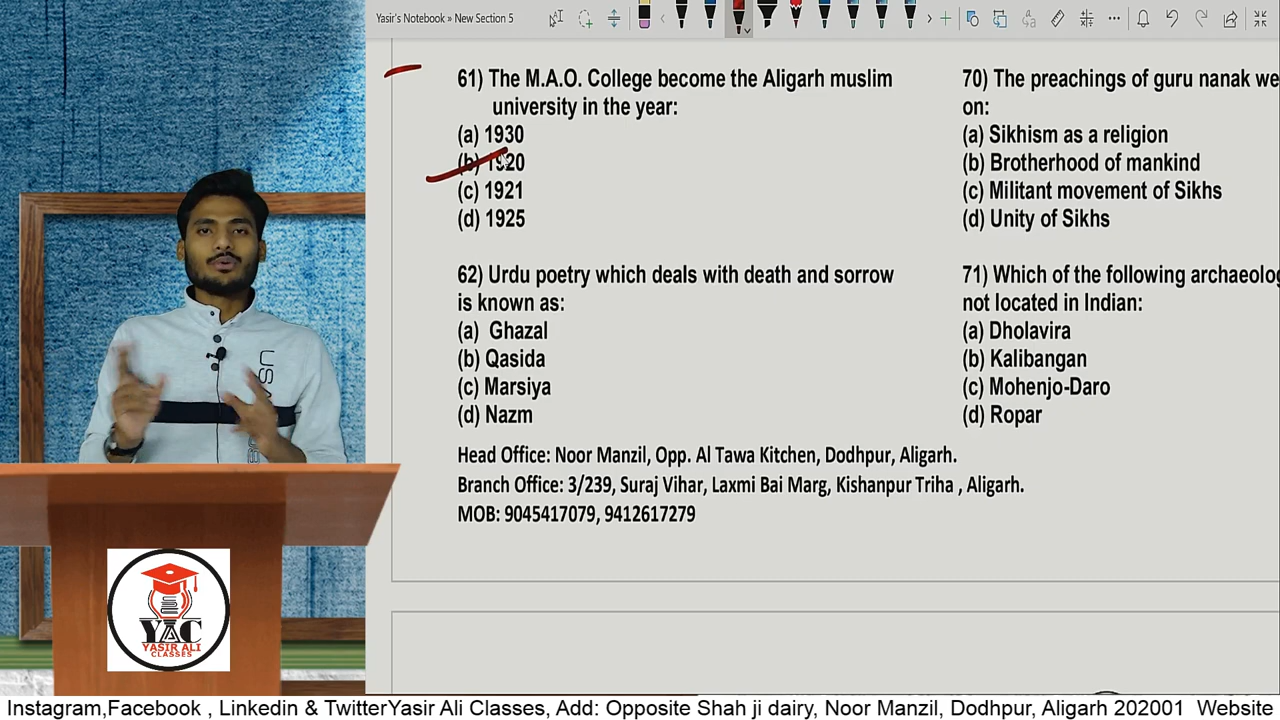 Yasir's Notebook » New Section 5
61) The M.A.O. College become the Aligarh muslim
university in the year:
(a) 1930
(b) 1920
(c) 1921
(d) 1925
62) Urdu poetry which deals with death and sorrow
is known as:
(a) Ghazal
(b) Qasida
(c) Marsiya
(d) Nazm
Head Office: Noor Manzil, Opp. Al Tawa Kitchen, Dodhpur, Aligarh.
Branch Office: 3/239, Suraj Vihar, Laxmi Bai Marg, Kishanpur Triha , Aligarh.
MOB: 9045417079, 9412617279
70) The preachings of guru nanak we
on:
(a) Sikhism as a religion
(b) Brotherhood of mankind
(c) Militant movement of Sikhs
(d) Unity of Sikhs
71) Which of the following archaeolog
not located in Indian:
(a) Dholavira
(b) Kalibangan
(c) Mohenjo-Daro
(d) Ropar
YAC
YASIR ALI
CLASSES
Instagram,Facebook , Linkedin & TwitterYasir Ali Classes, Add: Opposite Shah ji dairy, Noor Manzil, Dodhpur, Aligarh 202001 Website